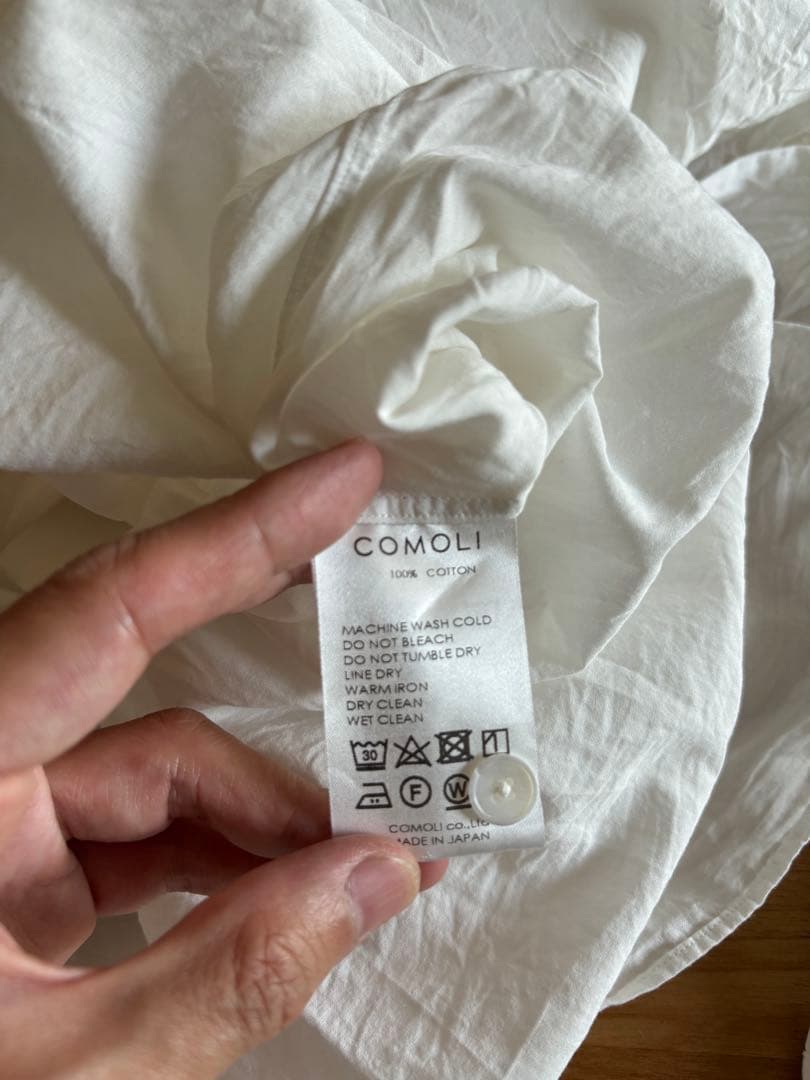 COMOLI
100% COTTON
MACHINE WASH COLD
DO NOT BLEACH
DO NOT TUMBLE DRY
LINE DRY
WARM IRON
DRY CLEAN
WET CLEAN
30
F W
COMOLI co.,LTD
MADE IN JAPAN